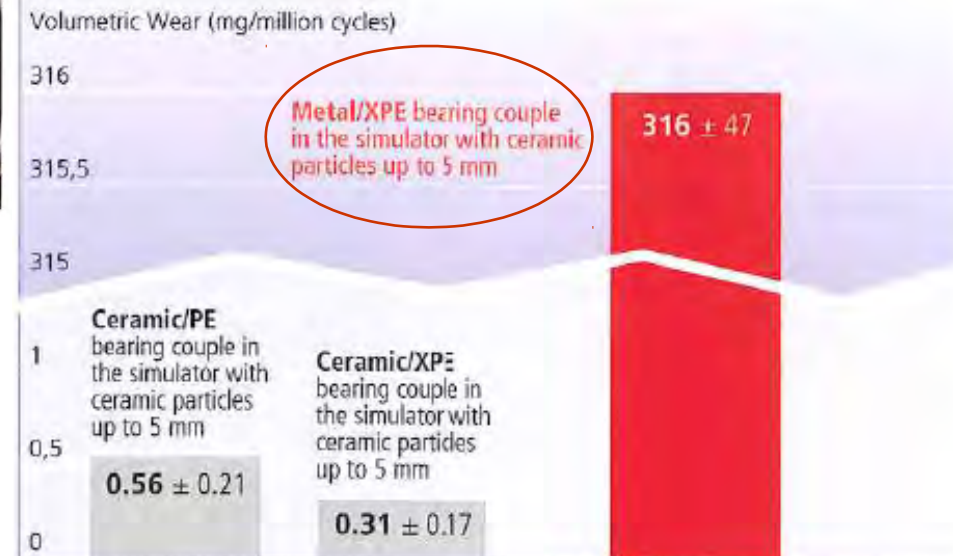 Volumetric Wear (mg/million cycles)
316
Metal/XPE bearing couple
in the simulator with ceramic
particles up to 5 mm
316 ± 47
315,5
315
Ceramic/PE
bearing couple in
the simulator with
ceramic particles
up to 5 mm
1
Ceramic/XPE
bearing couple in
the simulator with
ceramic particles
up to 5 mm
0,5
0.56 ± 0.21
0.31 ± 0.17
0